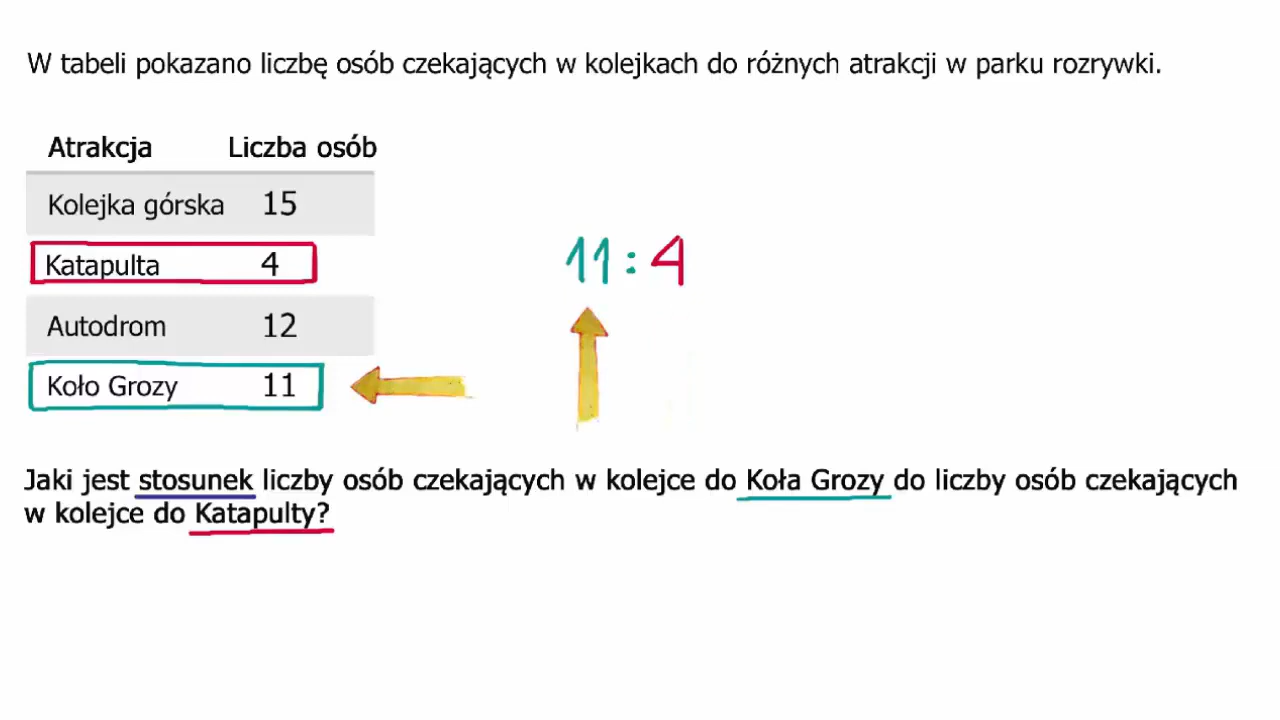 W tabeli pokazano liczbę osób czekających w kolejkach do różnych atrakcji w parku rozrywki.
Atrakcja Liczba osób
Kolejka górska 15
Katapulta 4
11:4
Autodrom 12
Koło Grozy 11
Jaki jest stosunek liczby osób czekających w kolejce do Koła Grozy do liczby osób czekających
w kolejce do Katapulty?